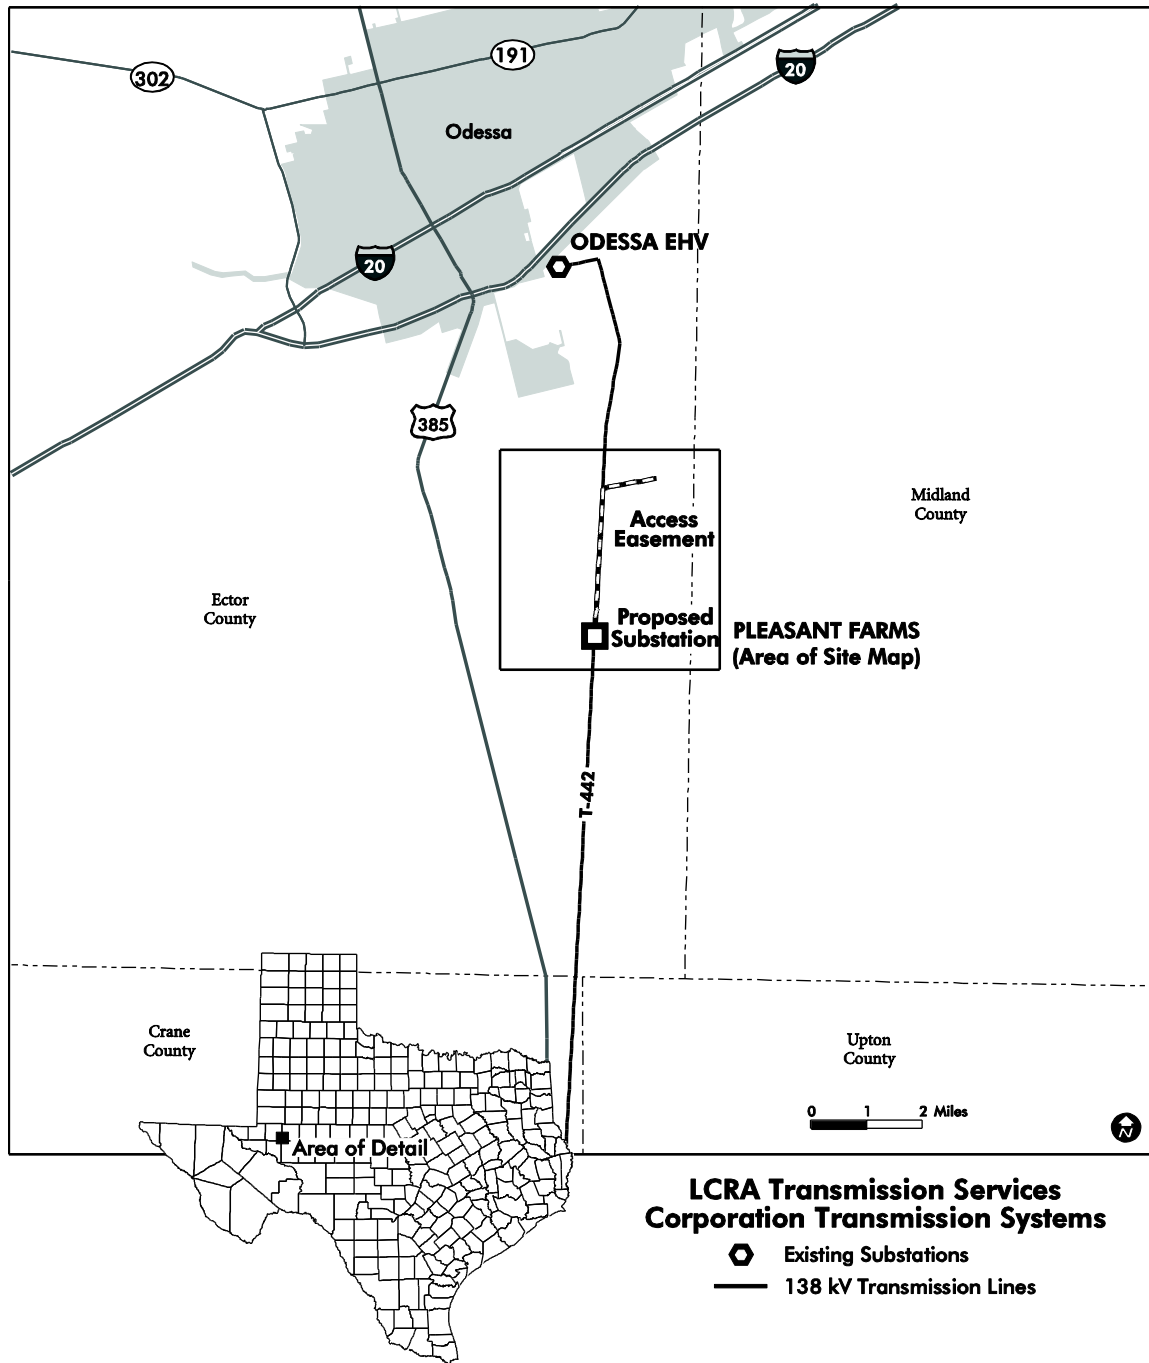 191
302
20
Odessa
ODESSA EHV
20
385
Midland
County
Access
Easement
Ector
County
Proposed
Substation
PLEASANT FARMS
(Area of Site Map)
T-442
Crane
County
Upton
County
0 1 2 Miles
N
Area of Detail
LCRA Transmission Services
Corporation Transmission Systems
Existing Substations
138 kV Transmission Lines